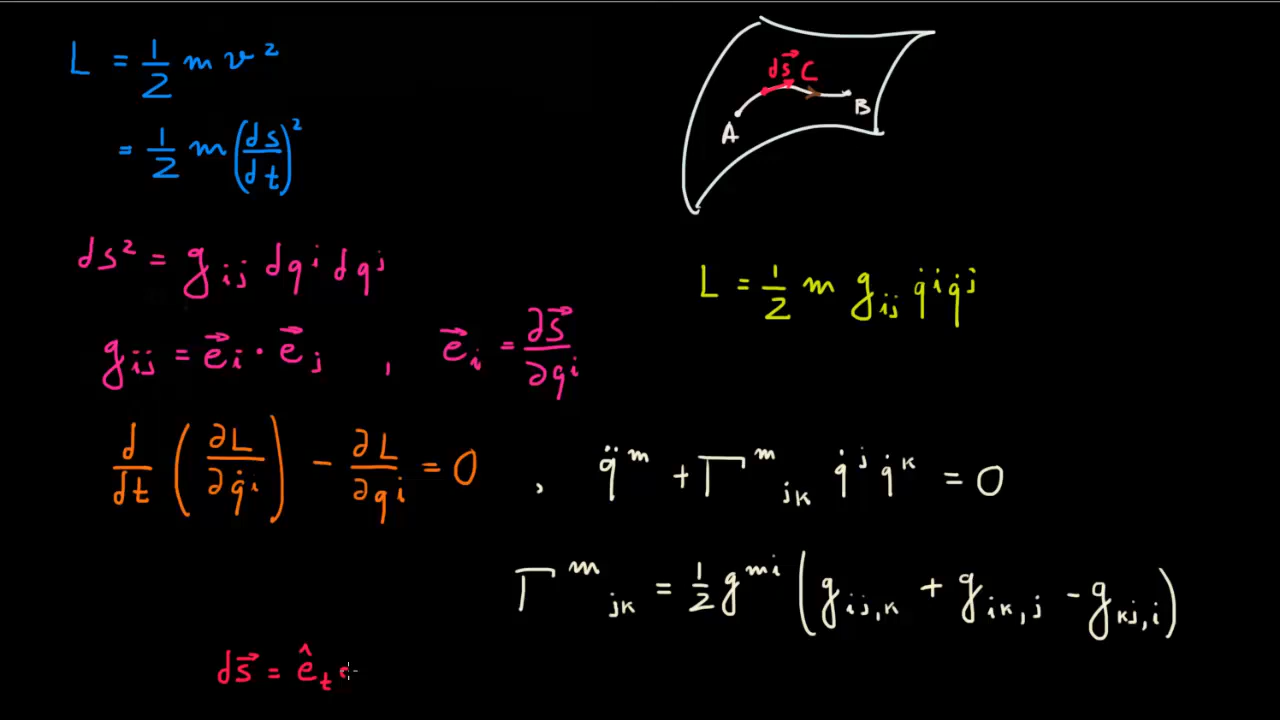 L = 1/2 m v²
= 1/2 m (ds/dt)²
ds⃗ C
A
B
ds² = g_ij dq^i dq^j
L = 1/2 m g_ij q̇^i q̇^j
g_ij = e⃗_i · e⃗_j , e⃗_i = ∂s⃗/∂q^i
d/dt (∂L/∂q̇^i) − ∂L/∂q^i = 0 , q̈^m + Γ^m_jk q̇^j q̇^k = 0
Γ^m_jk = 1/2 g^mi (g_ij,k + g_ik,j − g_kj,i)
ds⃗ = ê_t